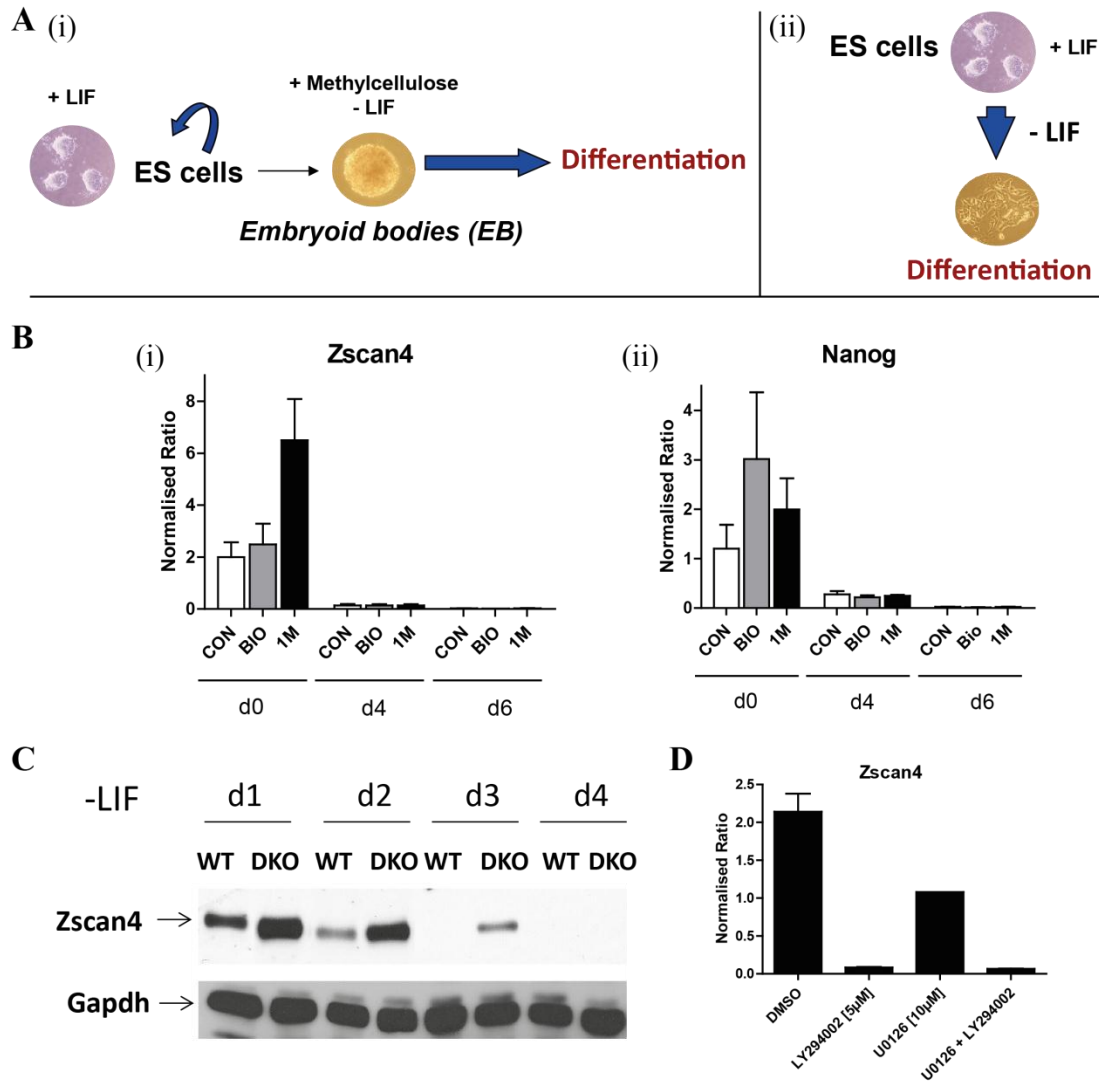 A (i)
+ LIF
ES cells
+ Methylcellulose
- LIF
Embryoid bodies (EB)
Differentiation
(ii)
ES cells
+ LIF
- LIF
Differentiation
B
(i)
Zscan4
Normalised Ratio
8
6
4
2
0
CON BIO 1M CON BIO 1M CON BIO 1M
d0 d4 d6
(ii)
Nanog
Normalised Ratio
4
3
2
1
0
CON BIO 1M CON BIO 1M CON Bio 1M
d0 d4 d6
C
-LIF d1 d2 d3 d4
WT DKO WT DKO WT DKO WT DKO
Zscan4
Gapdh
D
Zscan4
Normalised Ratio
2.5
2.0
1.5
1.0
0.5
0.0
DMSO
LY294002 [5µM]
U0126 [10µM]
U0126 + LY294002